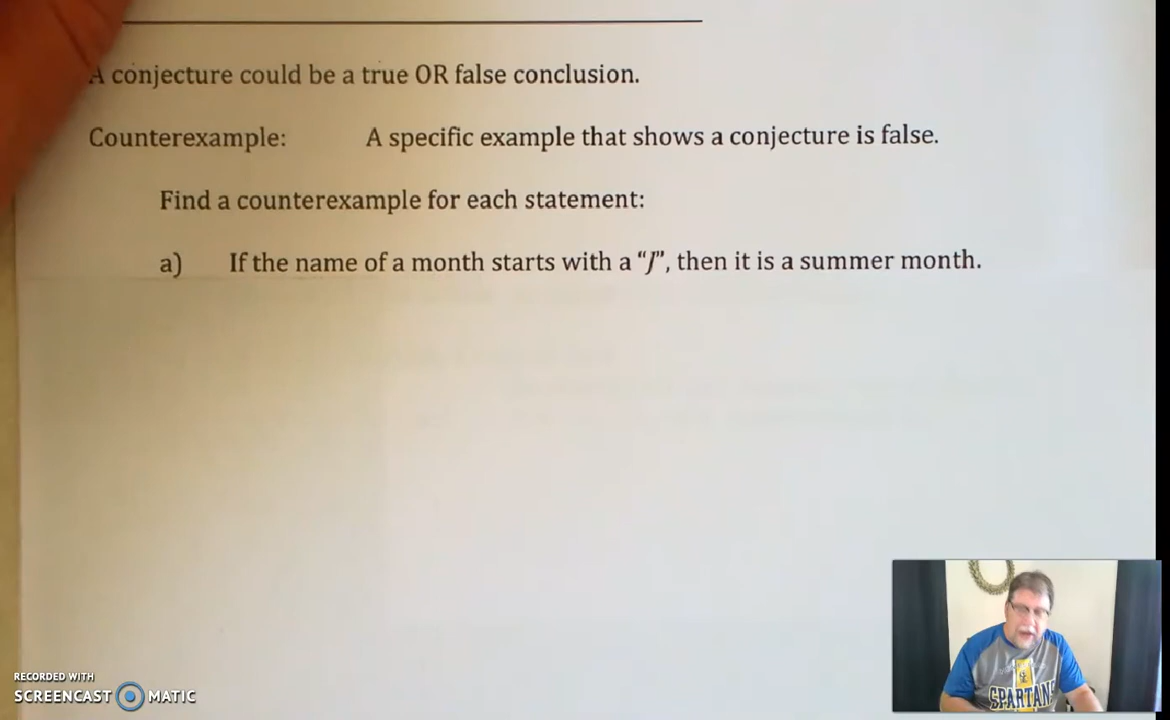 A conjecture could be a true OR false conclusion.
Counterexample: A specific example that shows a conjecture is false.
Find a counterexample for each statement:
a) If the name of a month starts with a “J”, then it is a summer month.
SPARTANS
RECORDED WITH
SCREENCAST MATIC